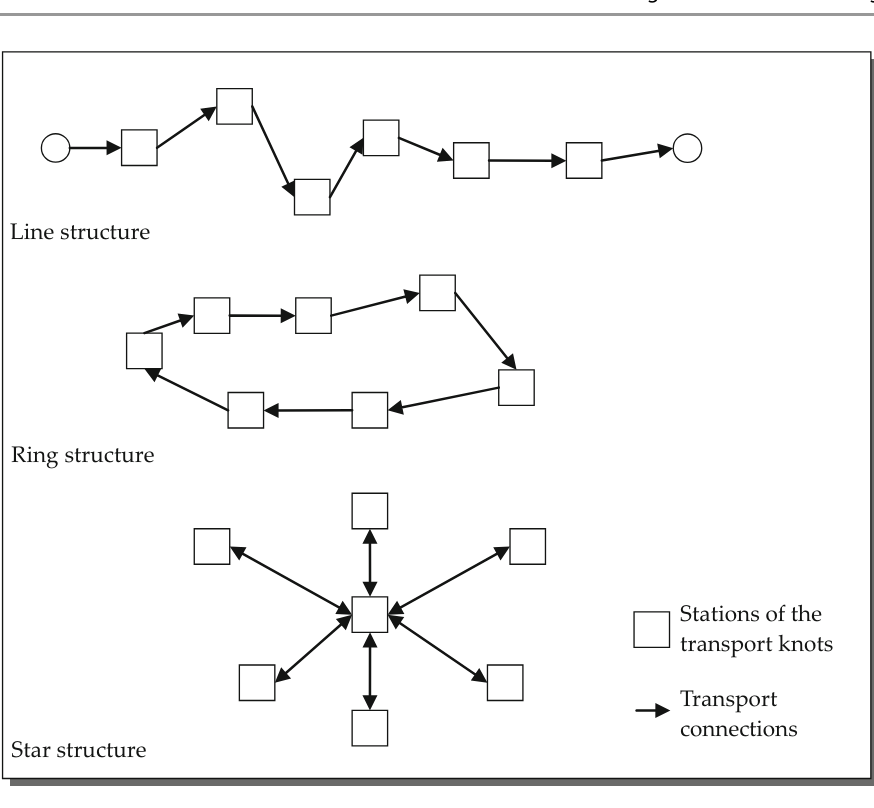 Line structure
Ring structure
Stations of the
transport knots
Transport
connections
Star structure